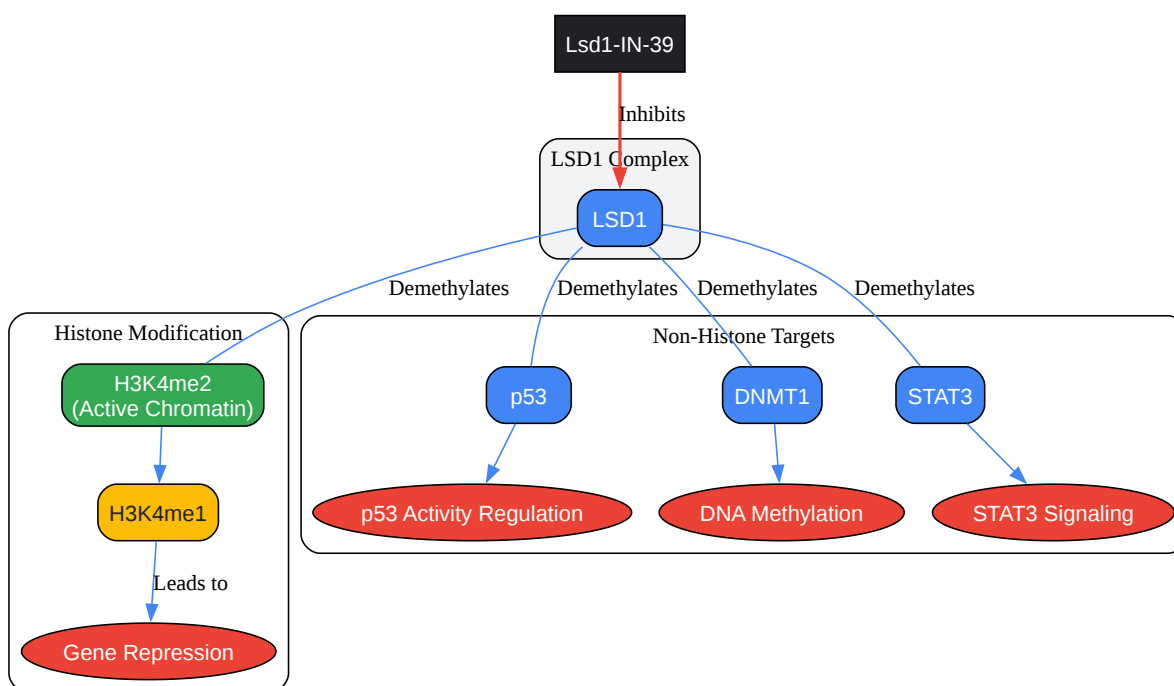 Lsd1-IN-39
Inhibits
LSD1 Complex
LSD1
Demethylates
Demethylates
Demethylates
Demethylates
Histone Modification
Non-Histone Targets
H3K4me2
(Active Chromatin)
p53
DNMT1
STAT3
H3K4me1
p53 Activity Regulation
DNA Methylation
STAT3 Signaling
Leads to
Gene Repression